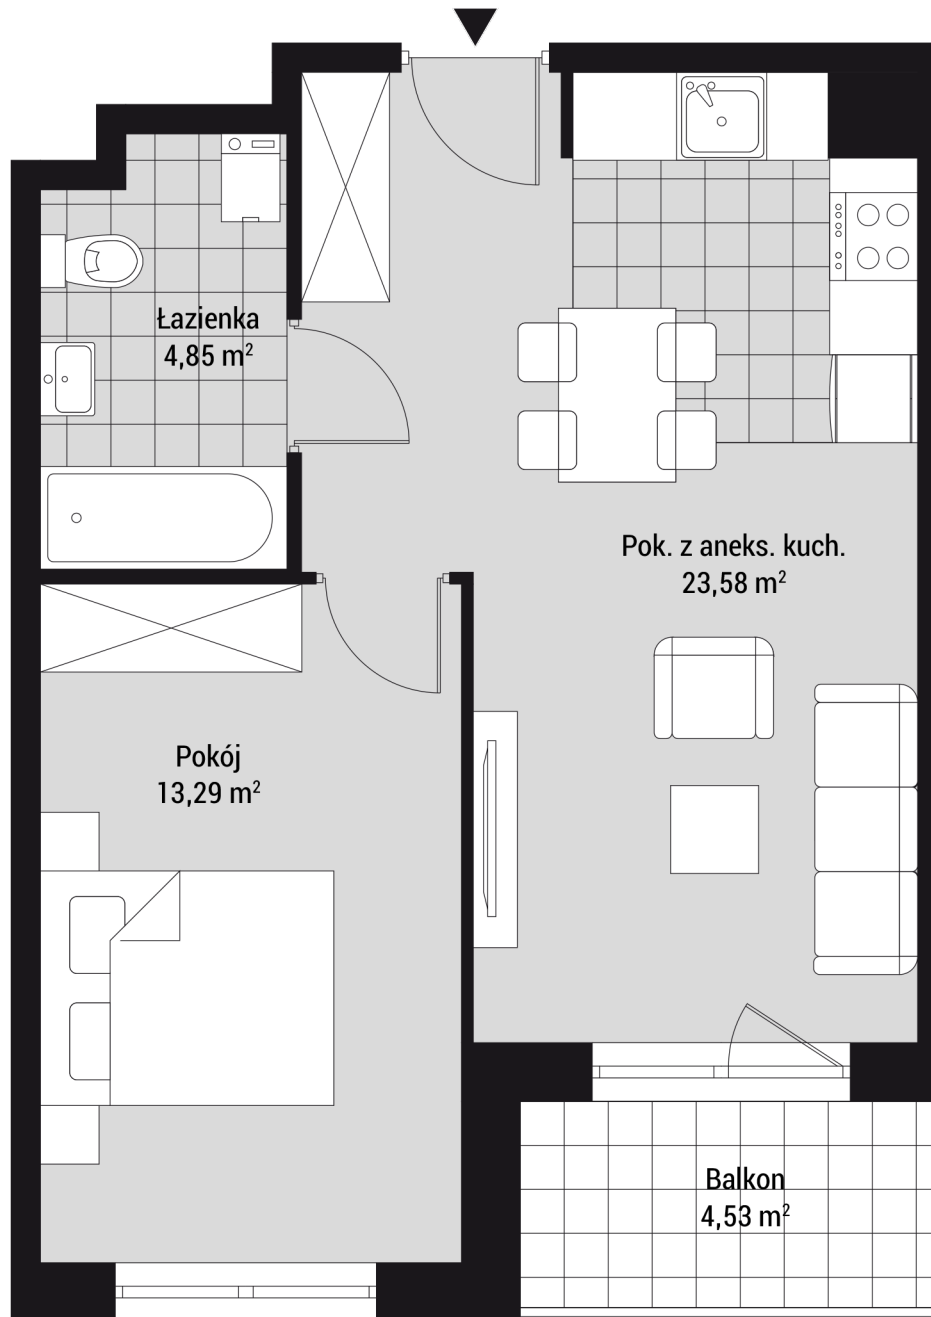 Łazienka
4,85 m²
Pok. z aneks. kuch.
23,58 m²
Pokój
13,29 m²
Balkon
4,53 m²